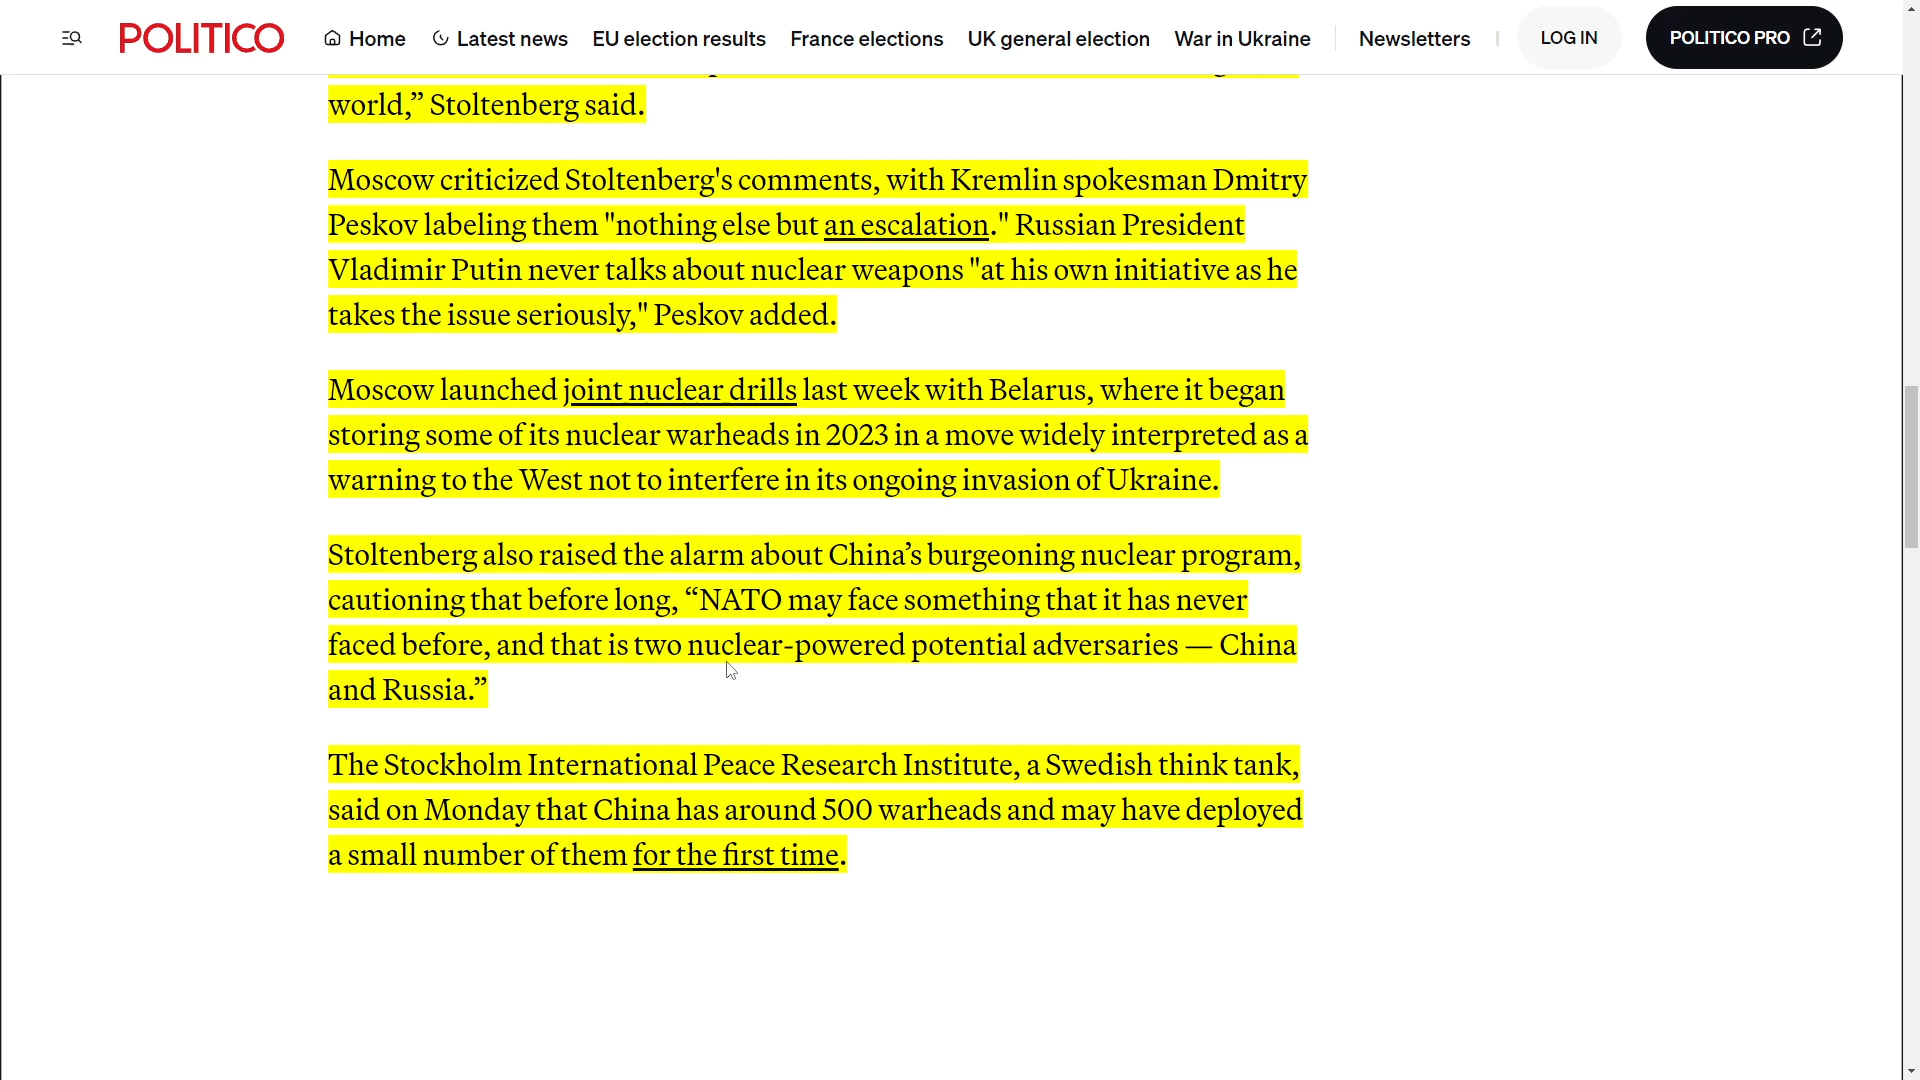 POLITICO
Home
Latest news
EU election results
France elections
UK general election
War in Ukraine
Newsletters
LOG IN
POLITICO PRO
world,” Stoltenberg said.
Moscow criticized Stoltenberg's comments, with Kremlin spokesman Dmitry
Peskov labeling them "nothing else but an escalation." Russian President
Vladimir Putin never talks about nuclear weapons "at his own initiative as he
takes the issue seriously," Peskov added.
Moscow launched joint nuclear drills last week with Belarus, where it began
storing some of its nuclear warheads in 2023 in a move widely interpreted as a
warning to the West not to interfere in its ongoing invasion of Ukraine.
Stoltenberg also raised the alarm about China’s burgeoning nuclear program,
cautioning that before long, “NATO may face something that it has never
faced before, and that is two nuclear-powered potential adversaries — China
and Russia.”
The Stockholm International Peace Research Institute, a Swedish think tank,
said on Monday that China has around 500 warheads and may have deployed
a small number of them for the first time.